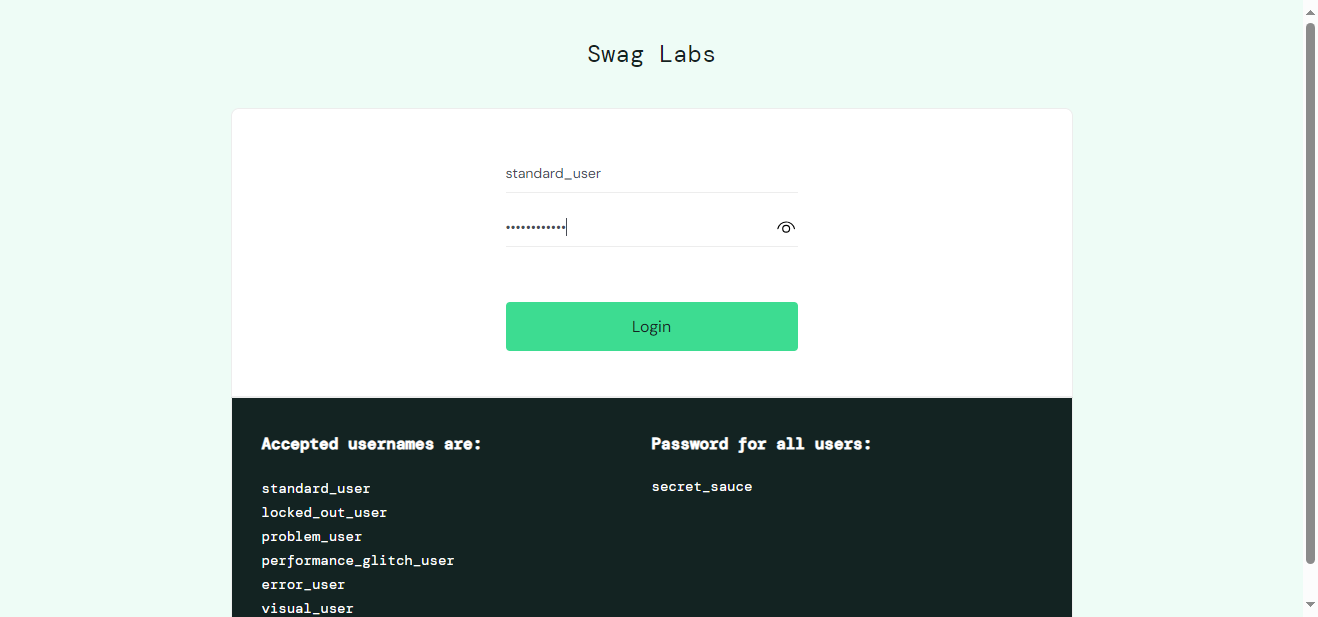 Swag Labs
standard_user
••••••••••••
Login
Accepted usernames are:
standard_user
locked_out_user
problem_user
performance_glitch_user
error_user
visual_user
Password for all users:
secret_sauce